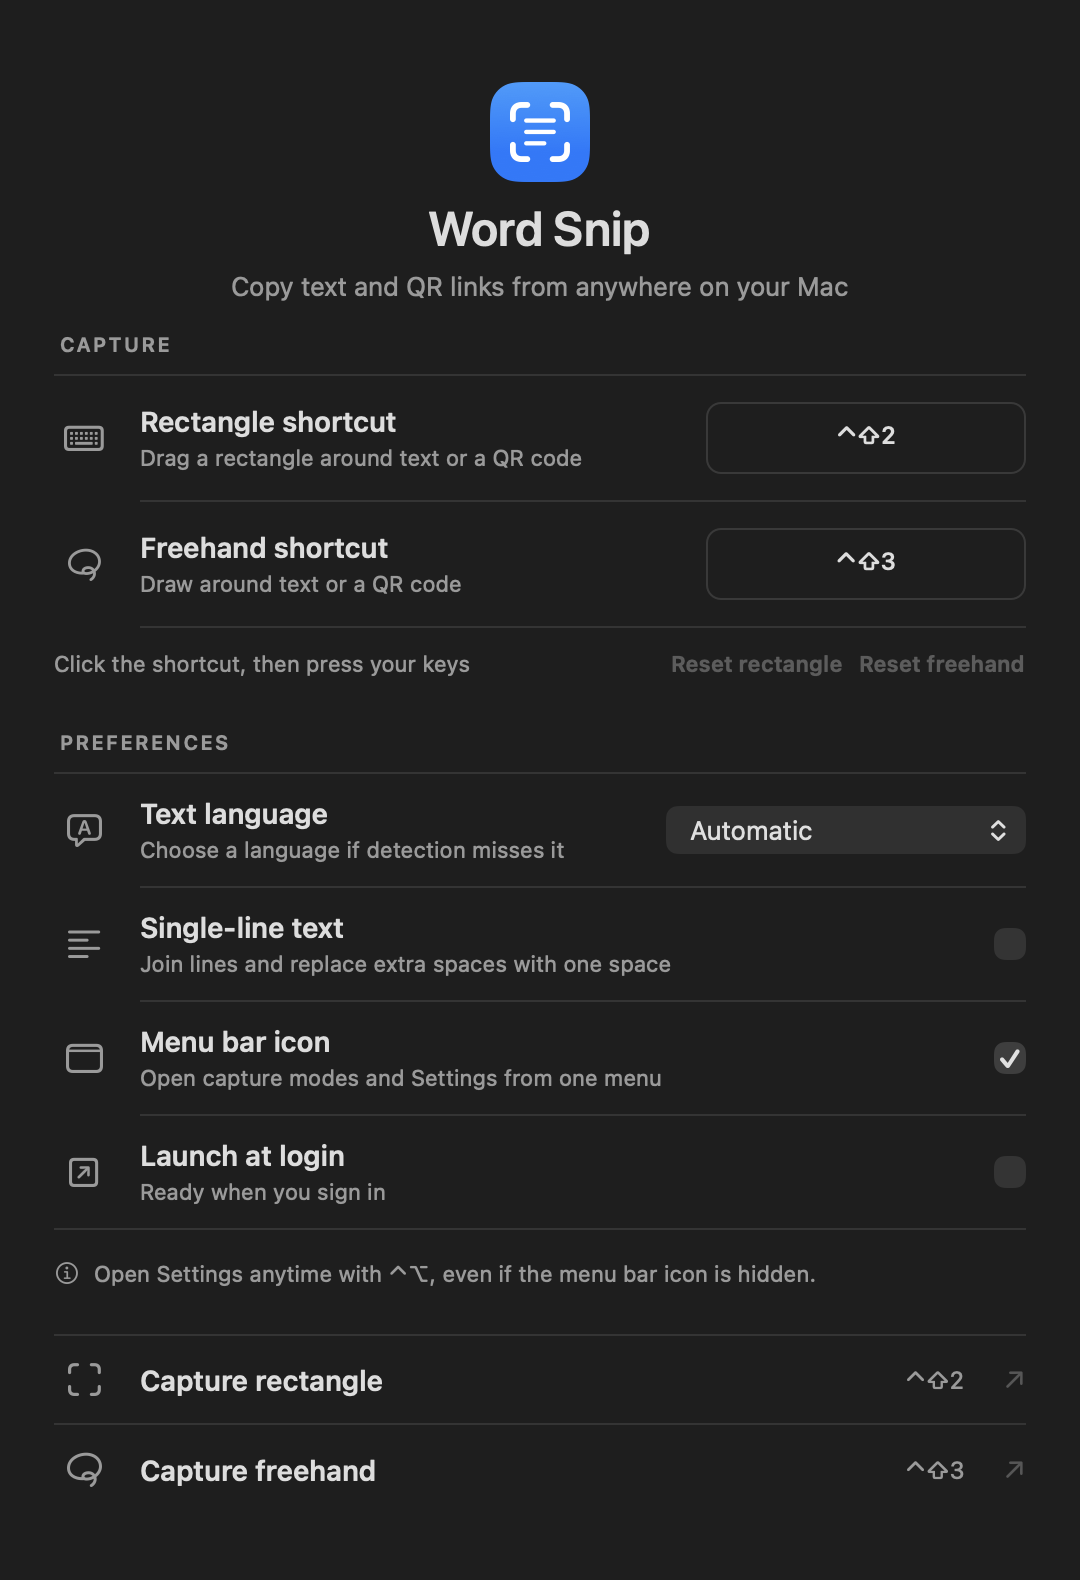 Word Snip
Copy text and QR links from anywhere on your Mac
CAPTURE
Rectangle shortcut
Drag a rectangle around text or a QR code
⌃⇧2
Freehand shortcut
Draw around text or a QR code
⌃⇧3
Click the shortcut, then press your keys
Reset rectangle
Reset freehand
PREFERENCES
Text language
Choose a language if detection misses it
Automatic
Single-line text
Join lines and replace extra spaces with one space
Menu bar icon
Open capture modes and Settings from one menu
Launch at login
Ready when you sign in
Open Settings anytime with ⌃⌥, even if the menu bar icon is hidden.
Capture rectangle
⌃⇧2
Capture freehand
⌃⇧3